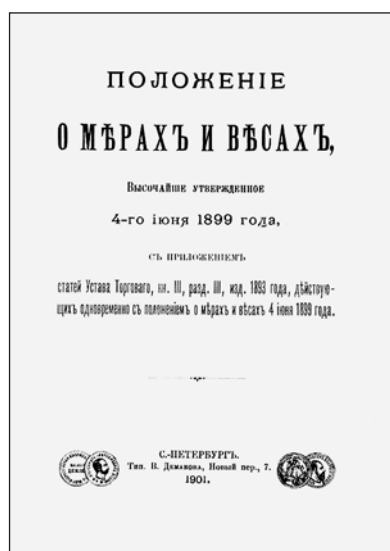 ПОЛОЖЕНІЕ
О МѢРАХЪ И ВѢСАХЪ,
Высочайше утвержденное
4-го іюня 1899 года,
СЪ ПРИЛОЖЕНІЕМЪ
статей Устава Торговаго, кн. III, разд. III, изд. 1893 года, дѣйствую-
щихъ одновременно съ положеніемъ о мѣрахъ и вѣсахъ 4 іюня 1899 года.
С.-ПЕТЕРБУРГЪ.
Тип. В. Демакова, Новый пер., 7.
1901.